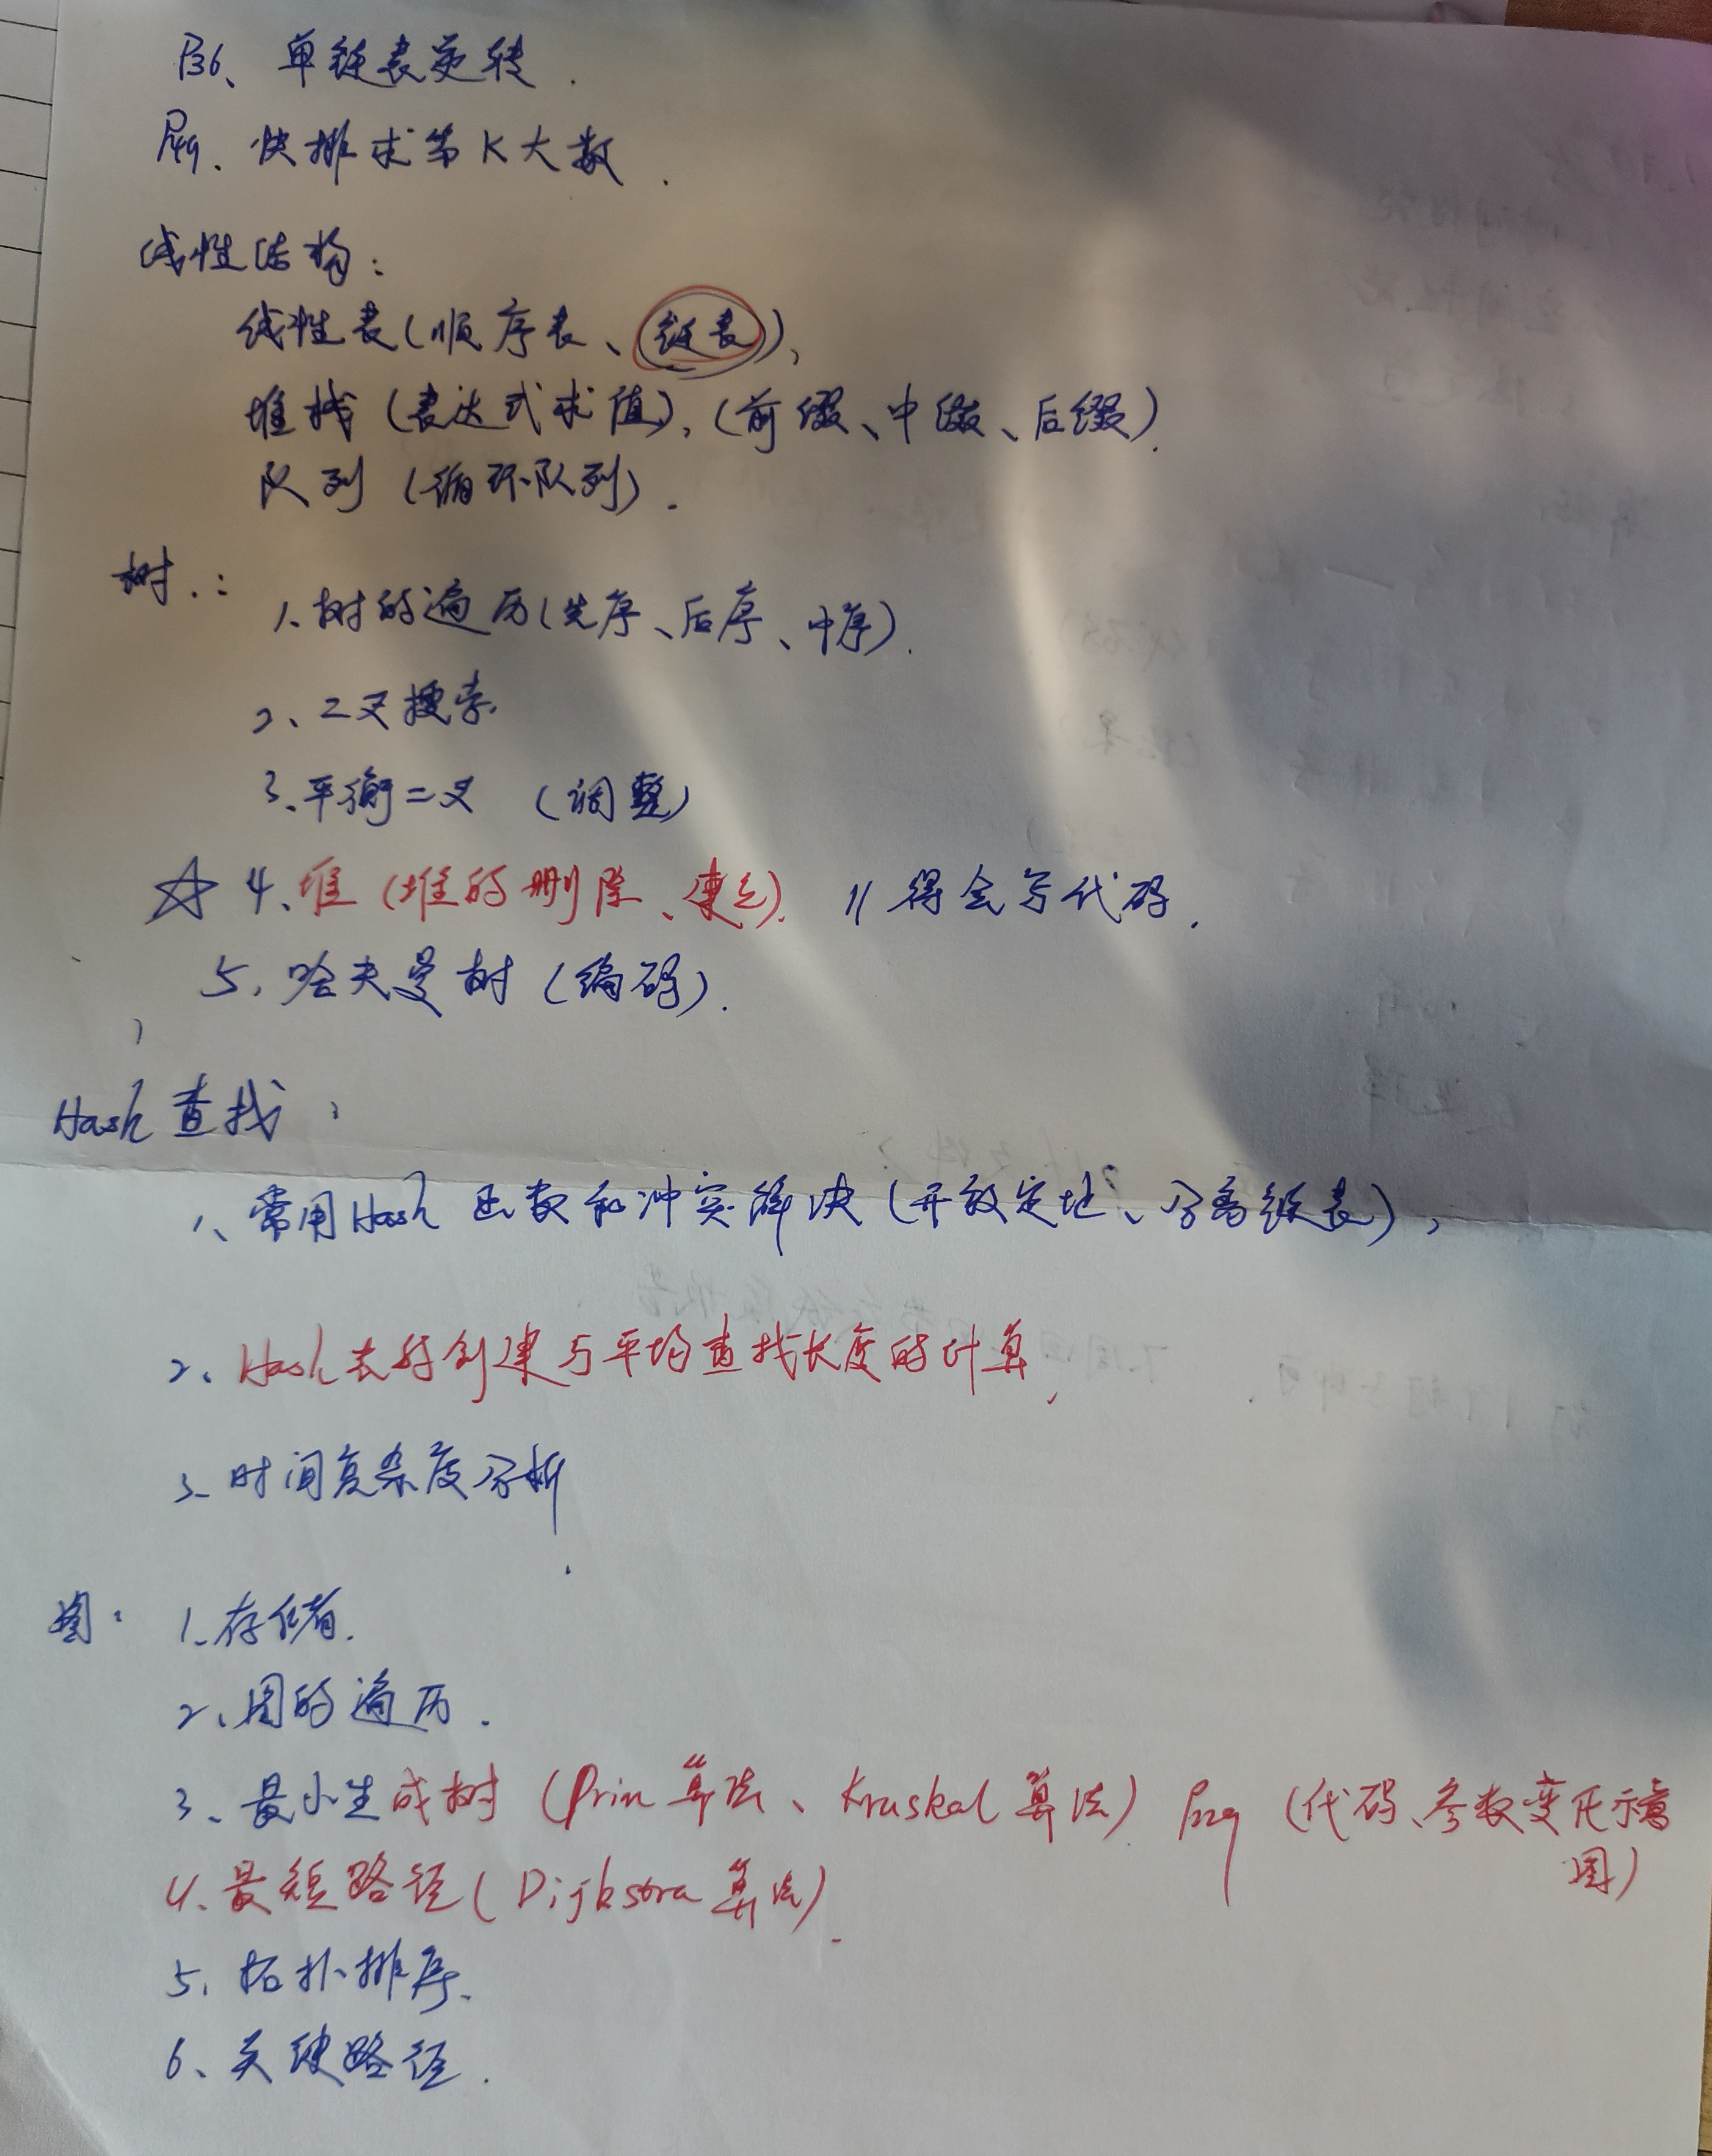 P36、单链表逆转.
P49.快排求第K大数.
线性结构:
线性表(顺序表、链表),
堆栈(表达式求值),(前缀、中缀、后缀).
队列(循环队列).
树.:
1.树的遍历(先序、后序、中序).
2、二叉搜索.
3.平衡二叉 (调整)
☆ 4、堆(堆的删除、建立). // 得会写代码.
5.哈夫曼树(编码).
Hash查找:
1、常用Hash函数和冲突解决(开放定址、分离链表),
2、Hash表的创建与平均查找长度的计算.
3、时间复杂度分析.
图: 1.存储.
2、图的遍历.
3、最小生成树(Prim算法、Kruskal算法). P229 (代码、参数变化示意
图)
4.最短路径(Dijkstra算法).
5.拓扑排序.
6、关键路径.